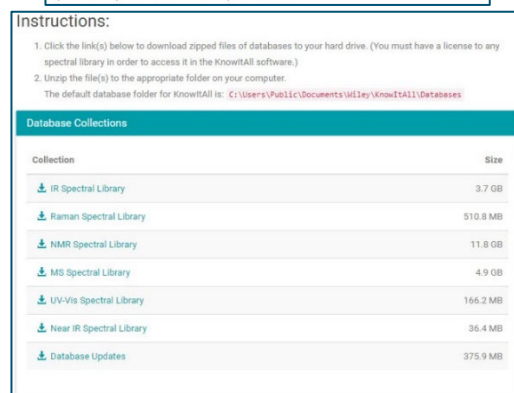 Instructions:
1. Click the link(s) below to download zipped files of databases to your hard drive. (You must have a license to any
spectral library in order to access it in the KnowItAll software.)
2. Unzip the file(s) to the appropriate folder on your computer.
The default database folder for KnowItAll is: C:\Users\Public\Documents\Wiley\KnowItAll\Databases
Database Collections
Collection Size
IR Spectral Library 3.7 GB
Raman Spectral Library 510.8 MB
NMR Spectral Library 11.8 GB
MS Spectral Library 4.9 GB
UV-Vis Spectral Library 166.2 MB
Near IR Spectral Library 36.4 MB
Database Updates 375.9 MB